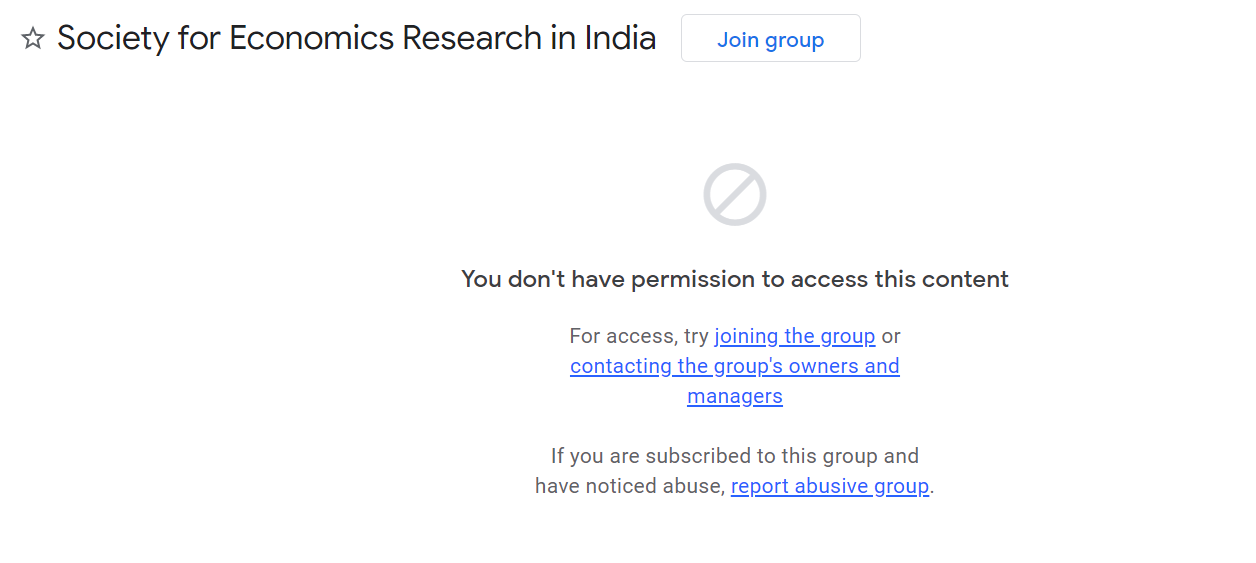 Society for Economics Research in India
Join group
You don't have permission to access this content
For access, try joining the group or
contacting the group's owners and
managers
If you are subscribed to this group and
have noticed abuse, report abusive group.